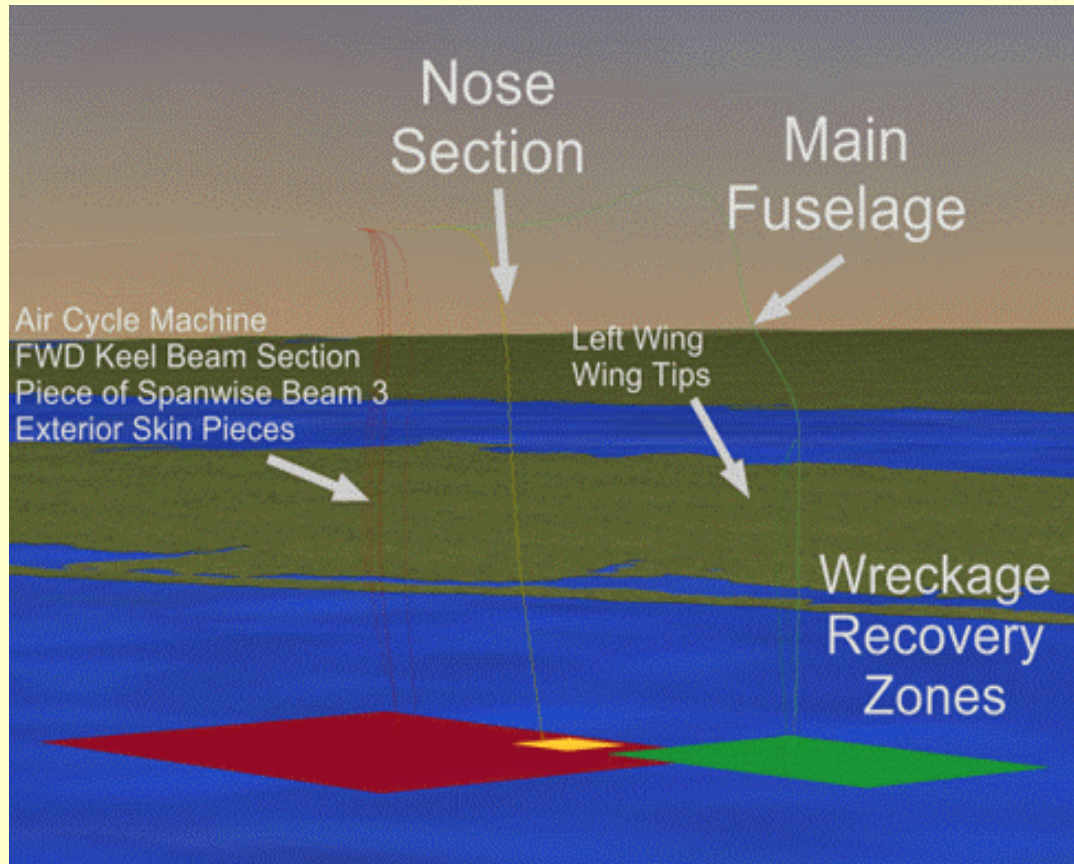 Nose
Section
Main
Fuselage
Air Cycle Machine
FWD Keel Beam Section
Piece of Spanwise Beam 3
Exterior Skin Pieces
Left Wing
Wing Tips
Wreckage
Recovery
Zones